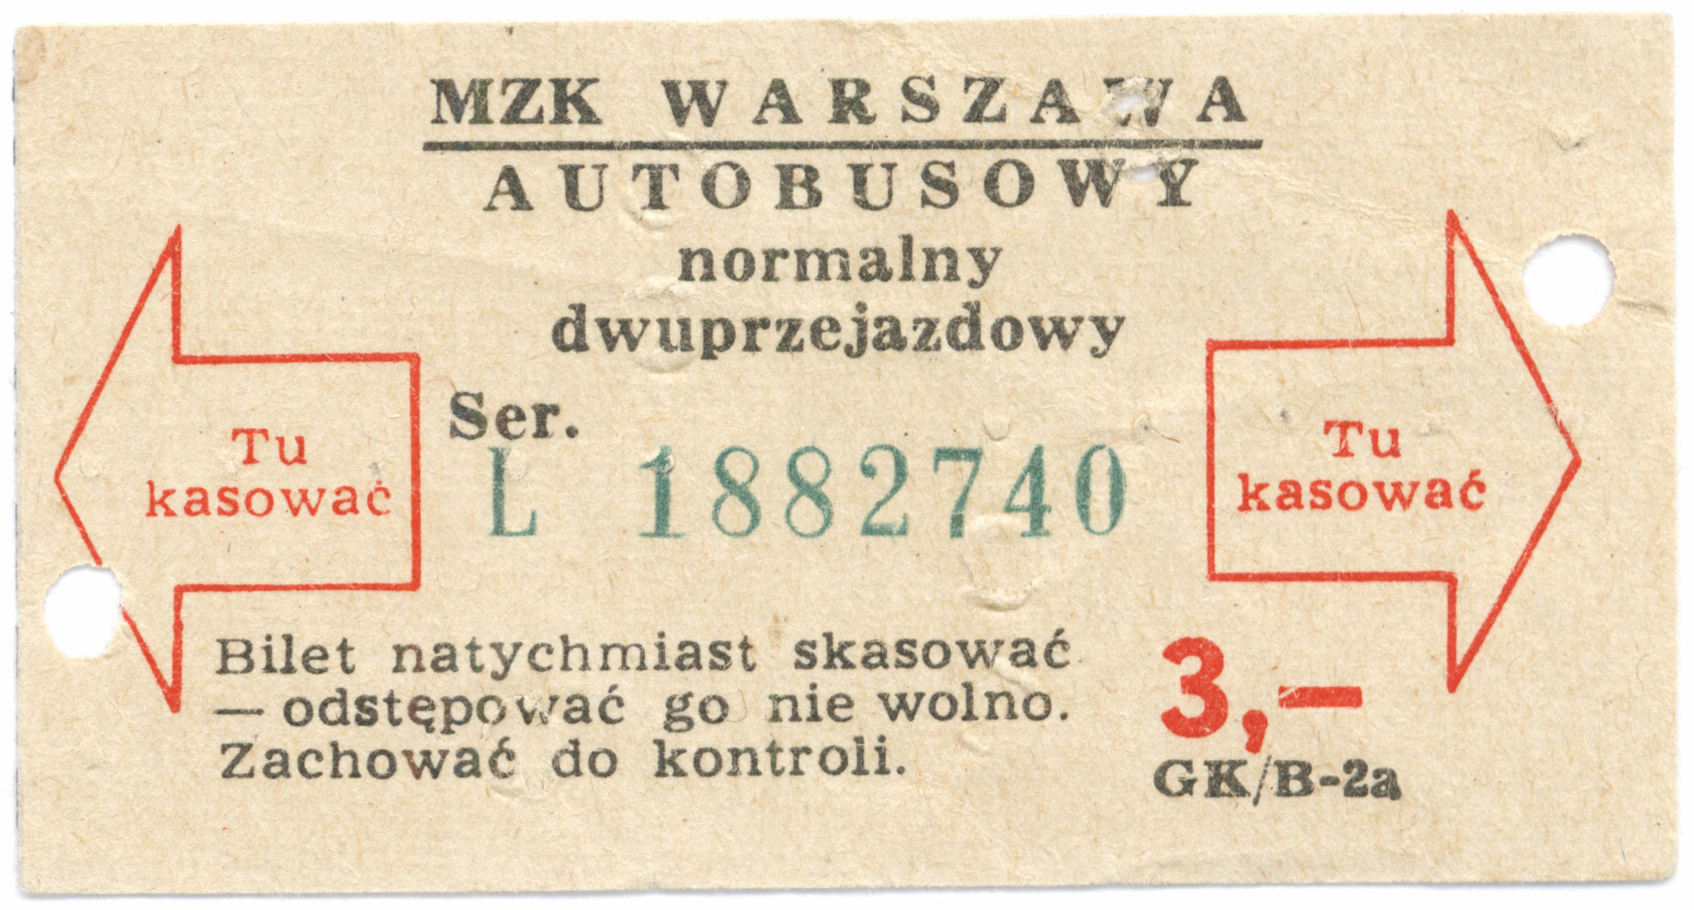 MZK WARSZAWA
AUTOBUSOWY
normalny
dwuprzejazdowy
Ser.
L 1882740
Tu
kasować
Tu
kasować
Bilet natychmiast skasować
— odstępować go nie wolno.
Zachować do kontroli.
3,—
GK/B-2a